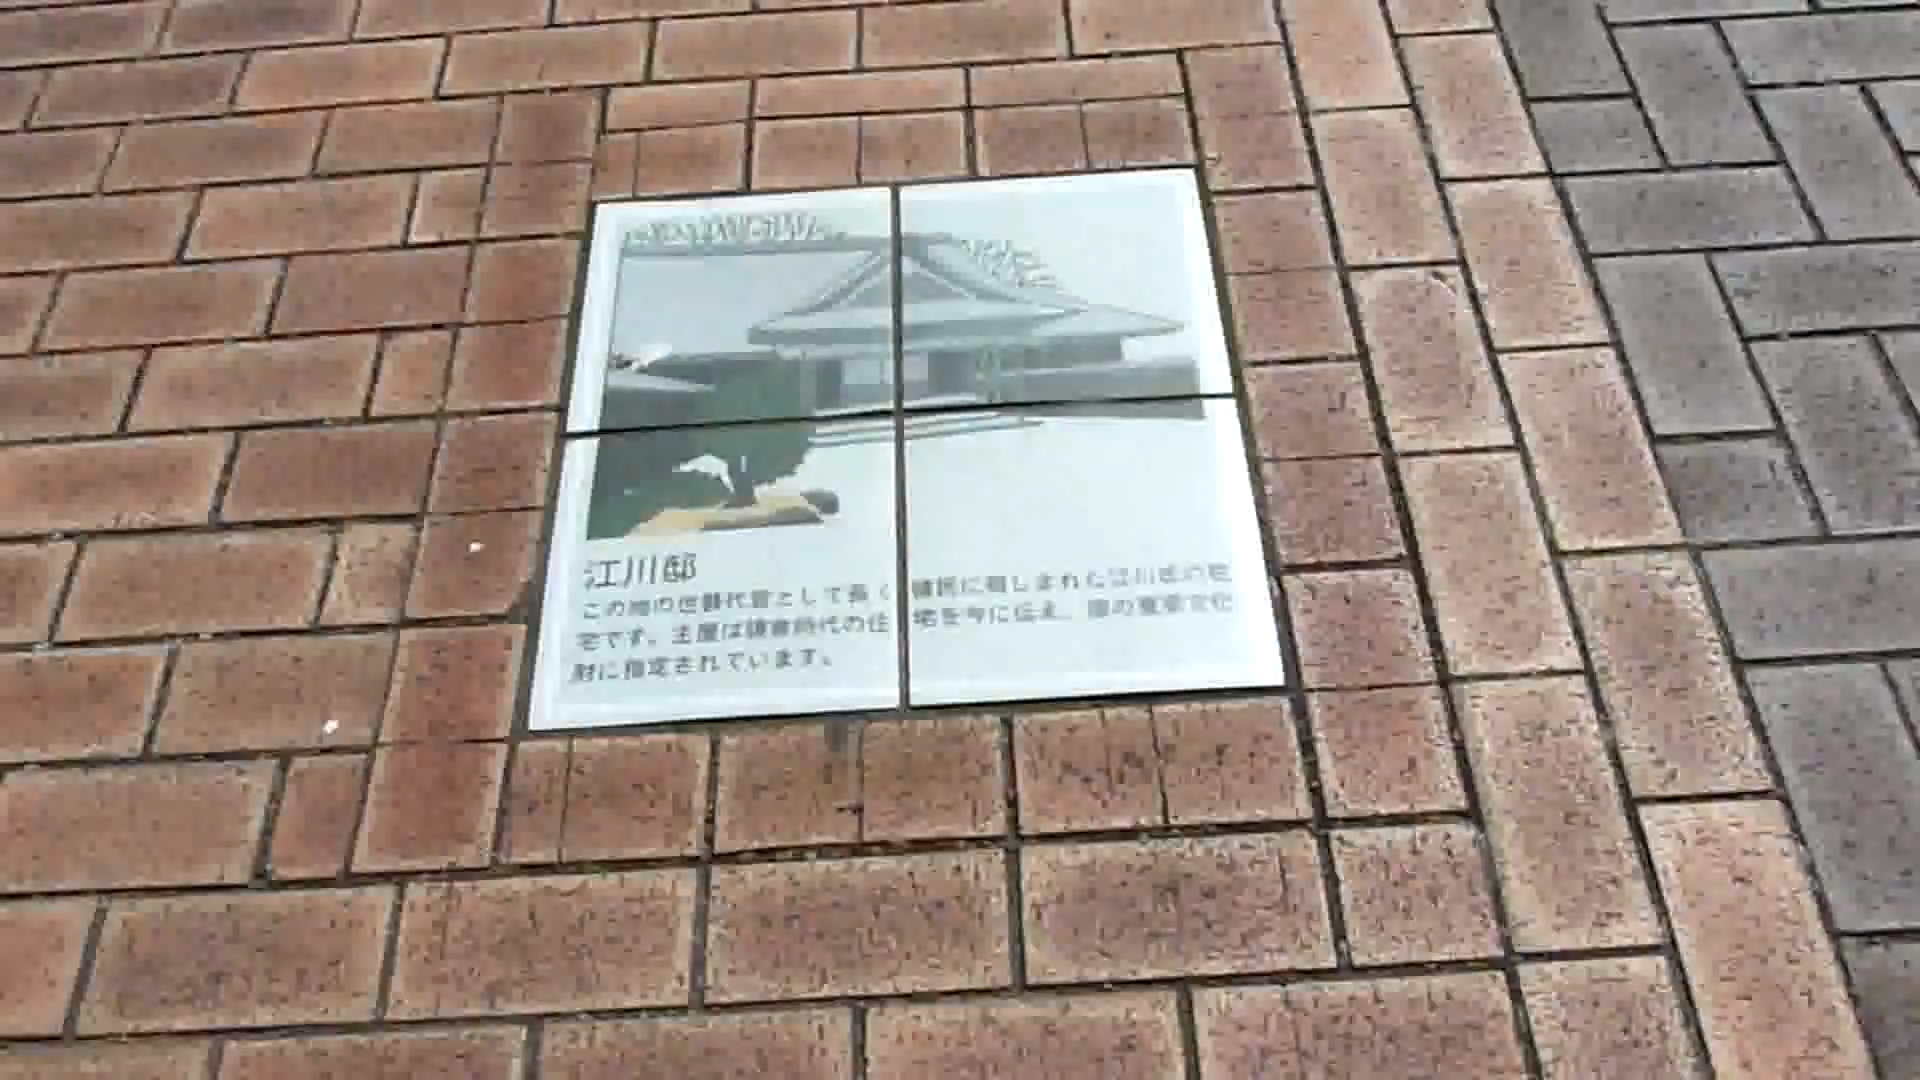 江川邸
この地の世襲代官として長く領民に親しまれた江川氏の邸
宅です。主屋は鎌倉時代の住宅を今に伝え、国の重要文化
財に指定されています。